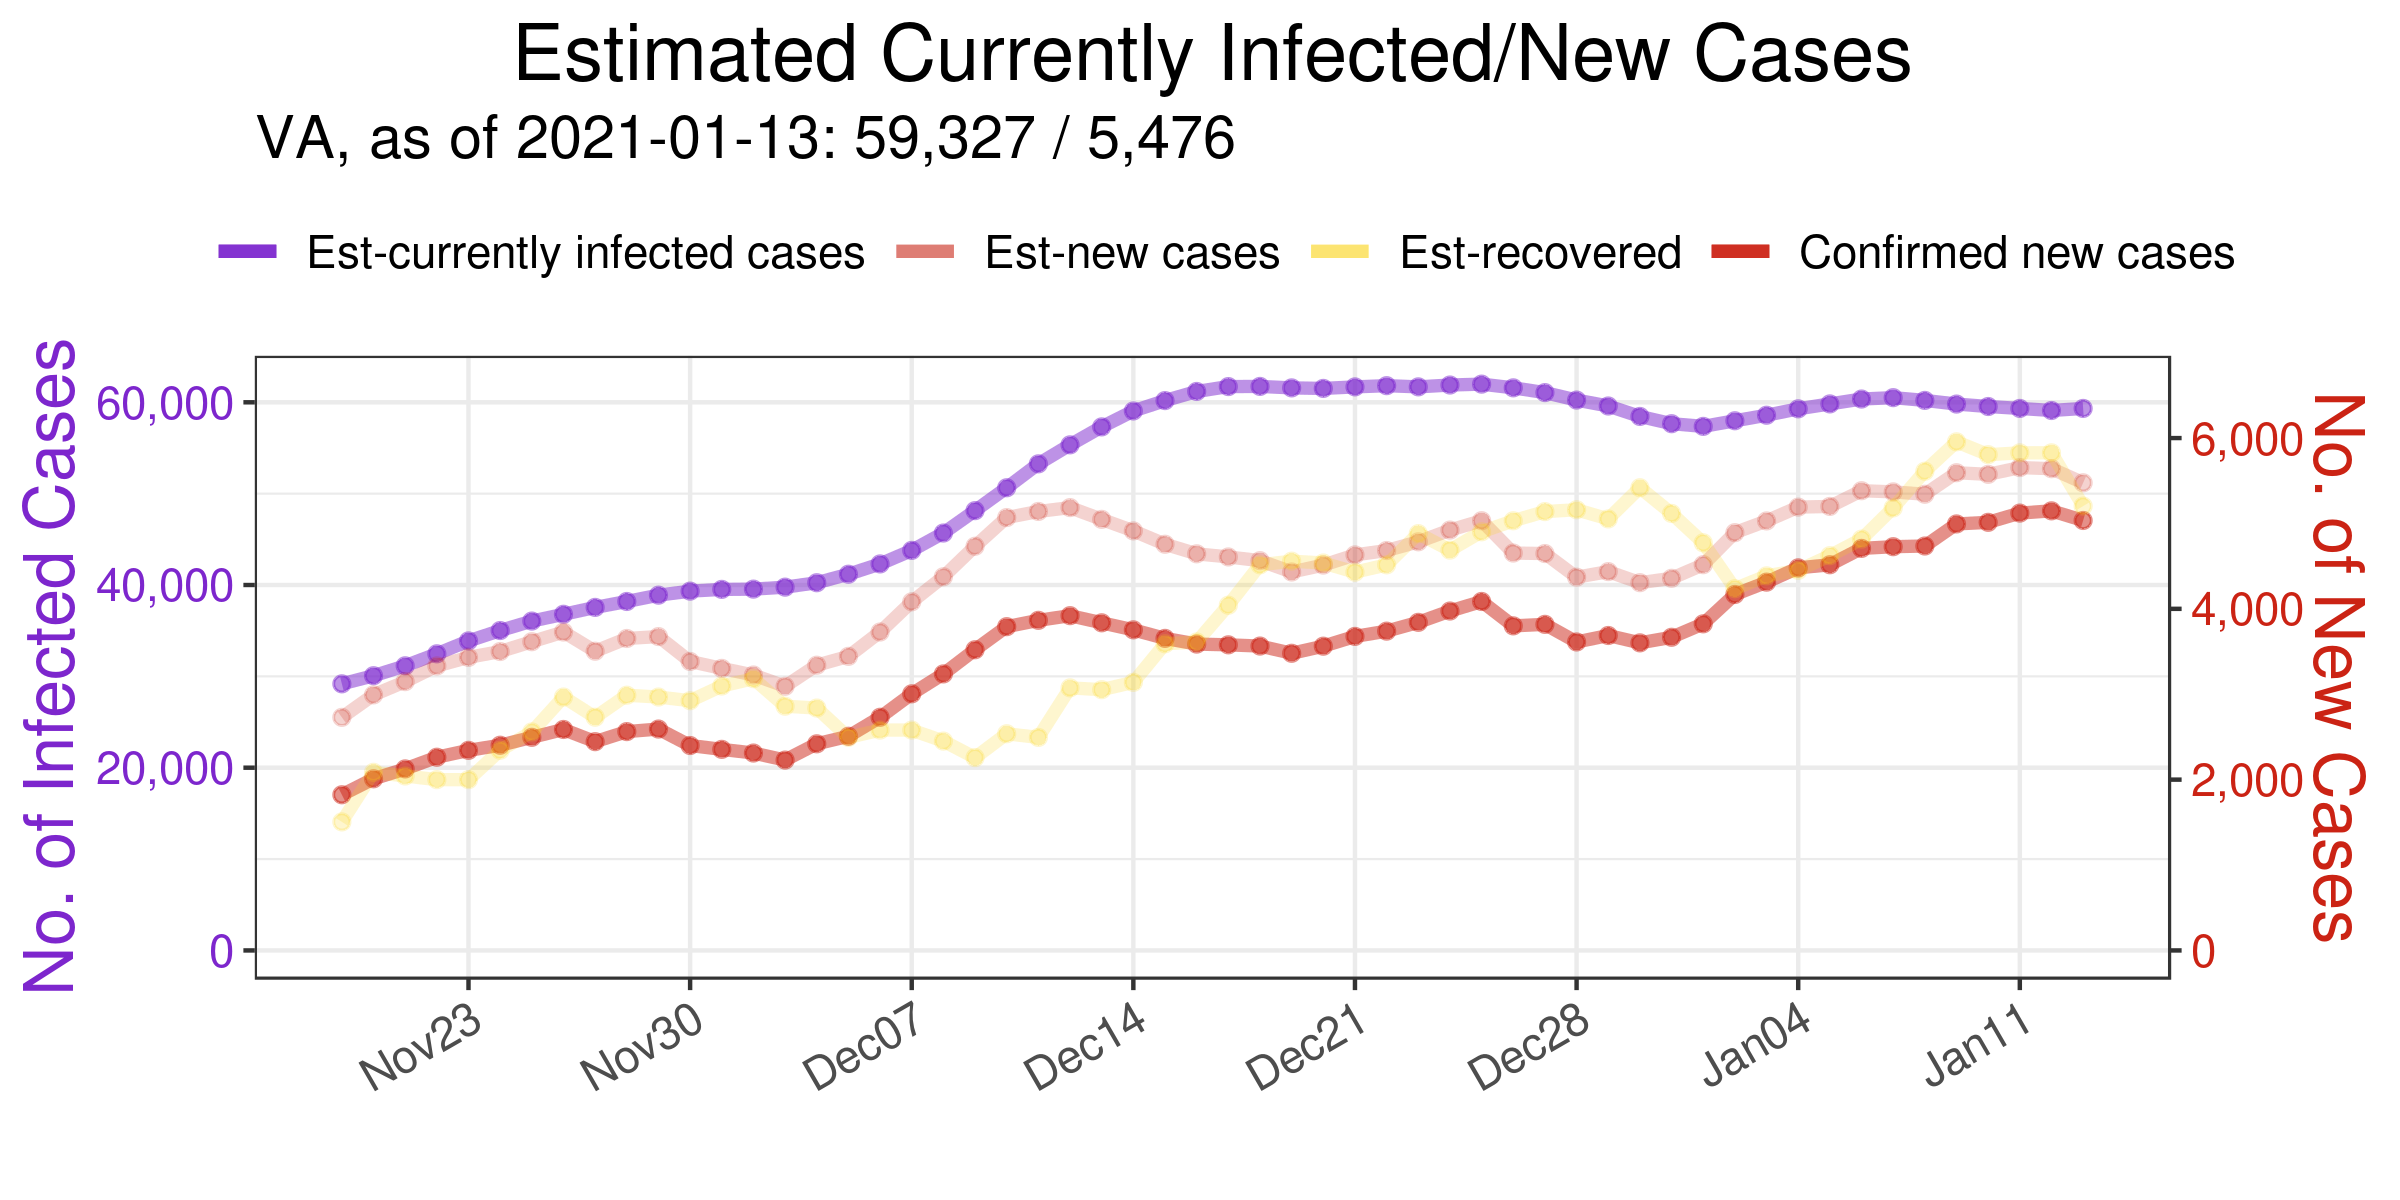 Estimated Currently Infected/New Cases
VA, as of 2021-01-13: 59,327 / 5,476
Est-currently infected cases Est-new cases Est-recovered Confirmed new cases
No. of Infected Cases
60,000
40,000
20,000
0
6,000
4,000
2,000
0
No. of New Cases
Nov23 Nov30 Dec07 Dec14 Dec21 Dec28 Jan04 Jan11